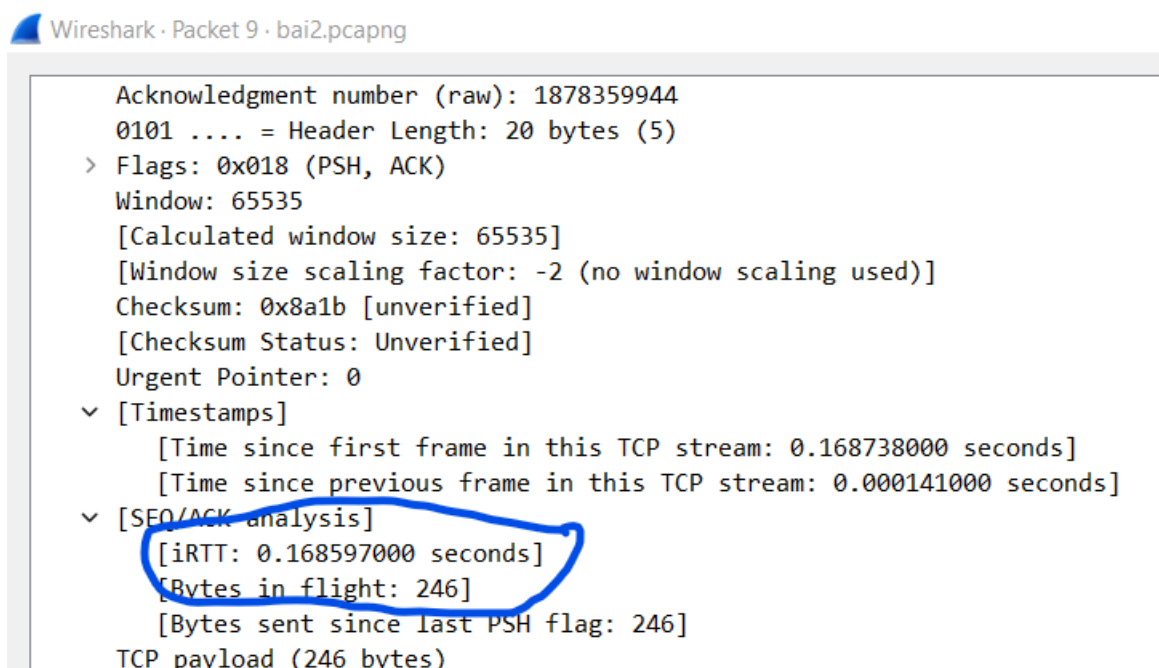 Wireshark · Packet 9 · bai2.pcapng
Acknowledgment number (raw): 1878359944
0101 .... = Header Length: 20 bytes (5)
> Flags: 0x018 (PSH, ACK)
Window: 65535
[Calculated window size: 65535]
[Window size scaling factor: -2 (no window scaling used)]
Checksum: 0x8a1b [unverified]
[Checksum Status: Unverified]
Urgent Pointer: 0
[Timestamps]
[Time since first frame in this TCP stream: 0.168738000 seconds]
[Time since previous frame in this TCP stream: 0.000141000 seconds]
[SEQ/ACK analysis]
[iRTT: 0.168597000 seconds]
[Bytes in flight: 246]
[Bytes sent since last PSH flag: 246]
TCP payload (246 bytes)